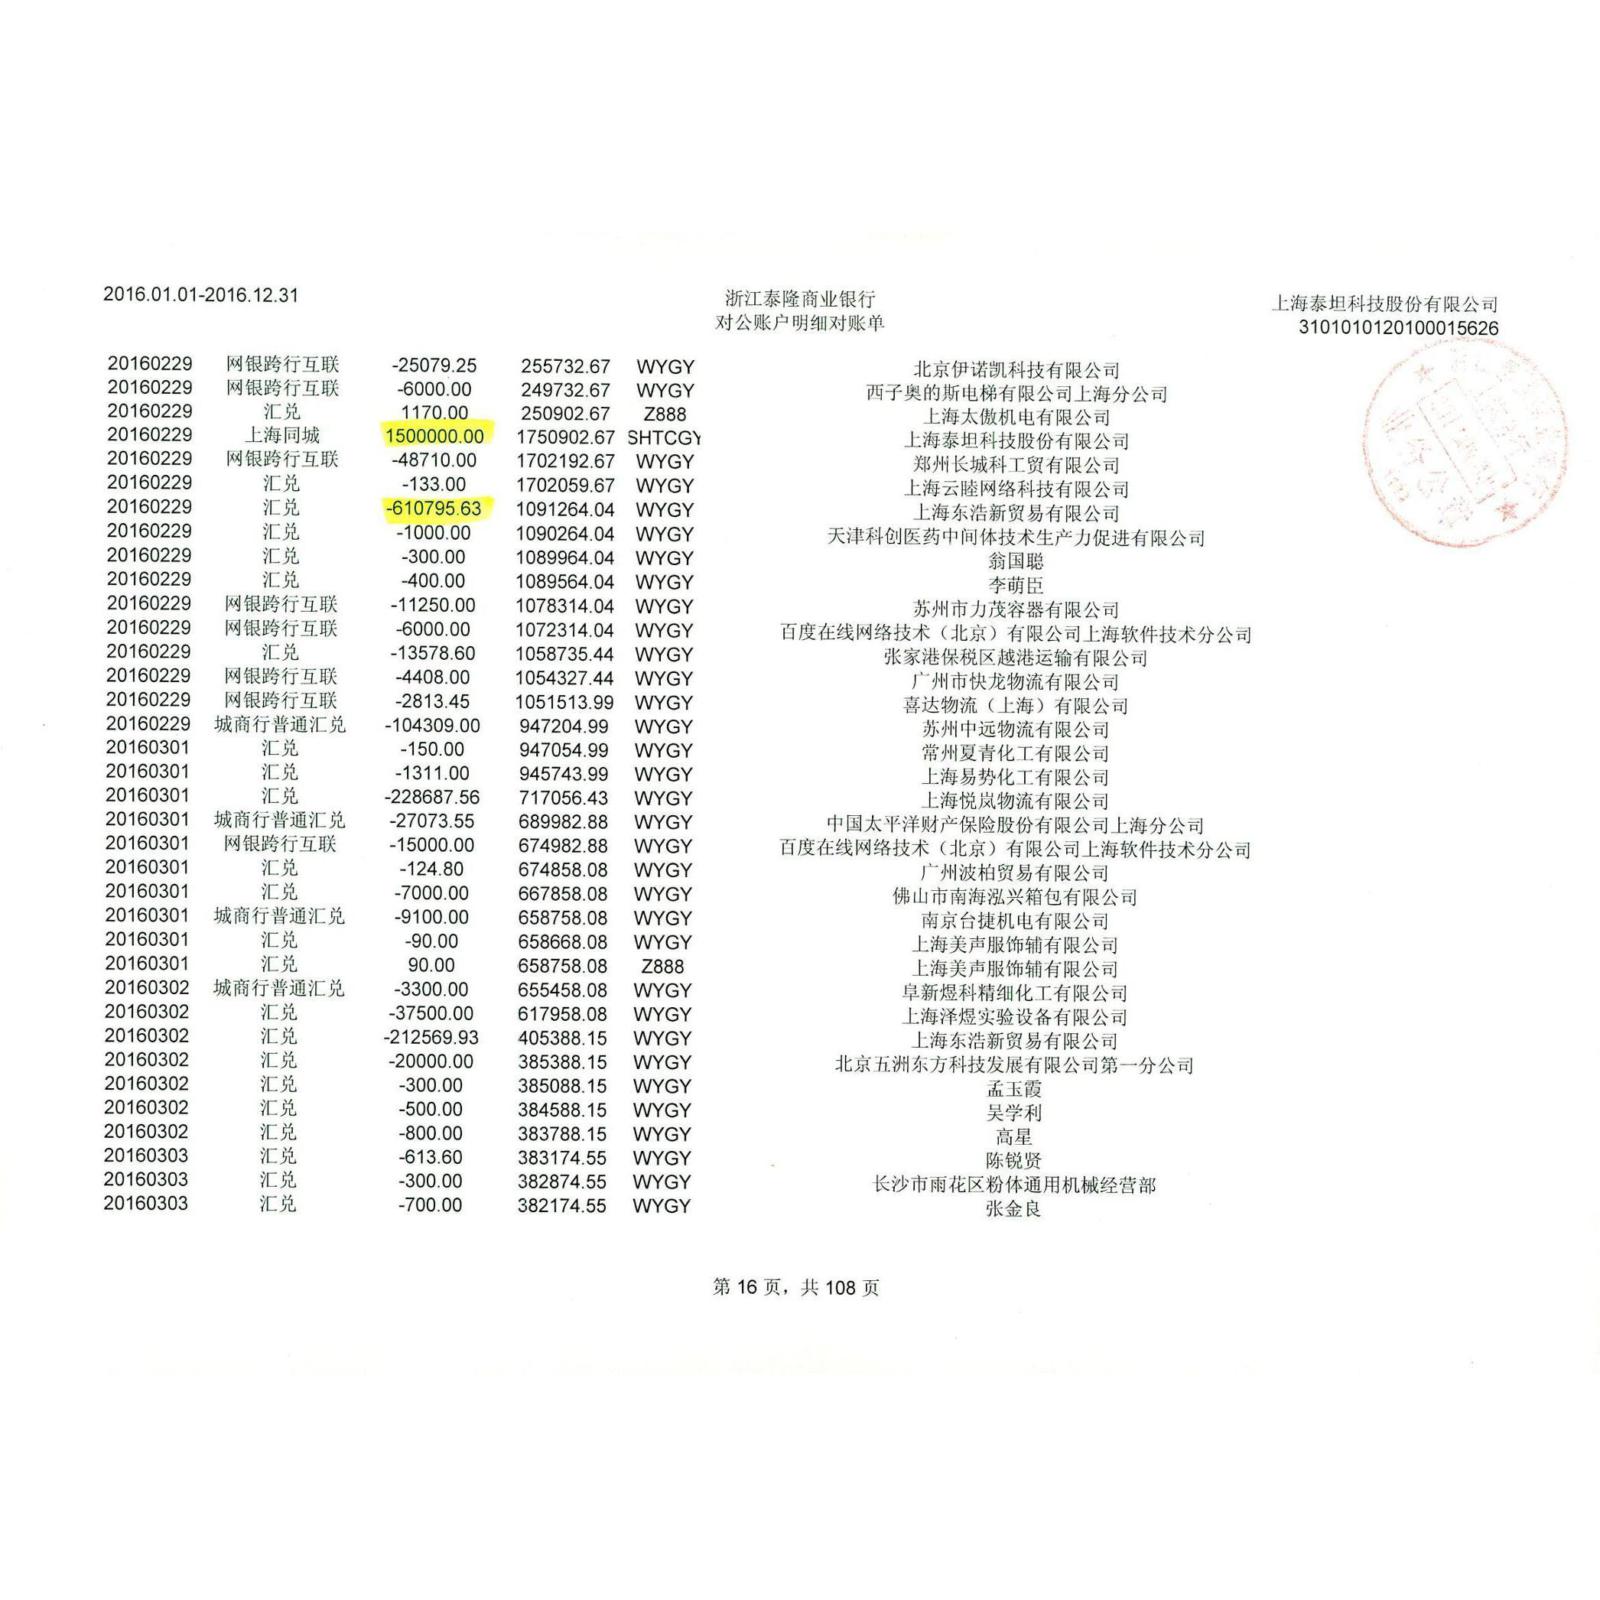 2016.01.01-2016.12.31 浙江泰隆商业银行 上海泰坦科技股份有限公司
对公账户明细对账单 3101010120100015626
20160229 网银跨行互联 -25079.25 255732.67 WYGY 北京伊诺凯科技有限公司
20160229 网银跨行互联 -6000.00 249732.67 WYGY 西子奥的斯电梯有限公司上海分公司
20160229 汇兑 1170.00 250902.67 Z888 上海太傲机电有限公司
20160229 上海同城 1500000.00 1750902.67 SHTCGY 上海泰坦科技股份有限公司
20160229 网银跨行互联 -48710.00 1702192.67 WYGY 郑州长城科工贸有限公司
20160229 汇兑 -133.00 1702059.67 WYGY 上海云睦网络科技有限公司
20160229 汇兑 -610795.63 1091264.04 WYGY 上海东浩新贸易有限公司
20160229 汇兑 -1000.00 1090264.04 WYGY 天津科创医药中间体技术生产力促进有限公司
20160229 汇兑 -300.00 1089964.04 WYGY 翁国聪
20160229 汇兑 -400.00 1089564.04 WYGY 李萌臣
20160229 网银跨行互联 -11250.00 1078314.04 WYGY 苏州市力茂容器有限公司
20160229 网银跨行互联 -6000.00 1072314.04 WYGY 百度在线网络技术（北京）有限公司上海软件技术分公司
20160229 汇兑 -13578.60 1058735.44 WYGY 张家港保税区越港运输有限公司
20160229 网银跨行互联 -4408.00 1054327.44 WYGY 广州市快龙物流有限公司
20160229 网银跨行互联 -2813.45 1051513.99 WYGY 喜达物流（上海）有限公司
20160229 城商行普通汇兑 -104309.00 947204.99 WYGY 苏州中远物流有限公司
20160301 汇兑 -150.00 947054.99 WYGY 常州夏青化工有限公司
20160301 汇兑 -1311.00 945743.99 WYGY 上海易势化工有限公司
20160301 汇兑 -228687.56 717056.43 WYGY 上海悦岚物流有限公司
20160301 城商行普通汇兑 -27073.55 689982.88 WYGY 中国太平洋财产保险股份有限公司上海分公司
20160301 网银跨行互联 -15000.00 674982.88 WYGY 百度在线网络技术（北京）有限公司上海软件技术分公司
20160301 汇兑 -124.80 674858.08 WYGY 广州波柏贸易有限公司
20160301 汇兑 -7000.00 667858.08 WYGY 佛山市南海泓兴箱包有限公司
20160301 城商行普通汇兑 -9100.00 658758.08 WYGY 南京台捷机电有限公司
20160301 汇兑 -90.00 658668.08 WYGY 上海美声服饰辅有限公司
20160301 汇兑 90.00 658758.08 Z888 上海美声服饰辅有限公司
20160302 城商行普通汇兑 -3300.00 655458.08 WYGY 阜新煜科精细化工有限公司
20160302 汇兑 -37500.00 617958.08 WYGY 上海泽煜实验设备有限公司
20160302 汇兑 -212569.93 405388.15 WYGY 上海东浩新贸易有限公司
20160302 汇兑 -20000.00 385388.15 WYGY 北京五洲东方科技发展有限公司第一分公司
20160302 汇兑 -300.00 385088.15 WYGY 孟玉霞
20160302 汇兑 -500.00 384588.15 WYGY 吴学利
20160302 汇兑 -800.00 383788.15 WYGY 高星
20160303 汇兑 -613.60 383174.55 WYGY 陈锐贤
20160303 汇兑 -300.00 382874.55 WYGY 长沙市雨花区粉体通用机械经营部
20160303 汇兑 -700.00 382174.55 WYGY 张金良
第 16 页，共 108 页